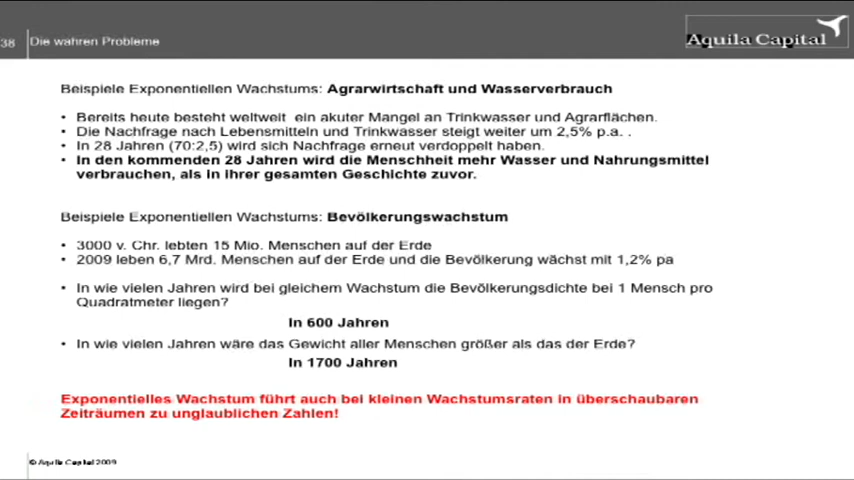 38
Die wahren Probleme
Aquila Capital
Beispiele Exponentiellen Wachstums: Agrarwirtschaft und Wasserverbrauch
• Bereits heute besteht weltweit ein akuter Mangel an Trinkwasser und Agrarflächen.
• Die Nachfrage nach Lebensmitteln und Trinkwasser steigt weiter um 2,5% p.a. .
• In 28 Jahren (70:2,5) wird sich Nachfrage erneut verdoppelt haben.
• In den kommenden 28 Jahren wird die Menschheit mehr Wasser und Nahrungsmittel
verbrauchen, als in ihrer gesamten Geschichte zuvor.
Beispiele Exponentiellen Wachstums: Bevölkerungswachstum
• 3000 v. Chr. lebten 15 Mio. Menschen auf der Erde
• 2009 leben 6,7 Mrd. Menschen auf der Erde und die Bevölkerung wächst mit 1,2% pa
• In wie vielen Jahren wird bei gleichem Wachstum die Bevölkerungsdichte bei 1 Mensch pro
Quadratmeter liegen?
In 600 Jahren
• In wie vielen Jahren wäre das Gewicht aller Menschen größer als das der Erde?
In 1700 Jahren
Exponentielles Wachstum führt auch bei kleinen Wachstumsraten in überschaubaren
Zeiträumen zu unglaublichen Zahlen!
© Aquila Capital 2009